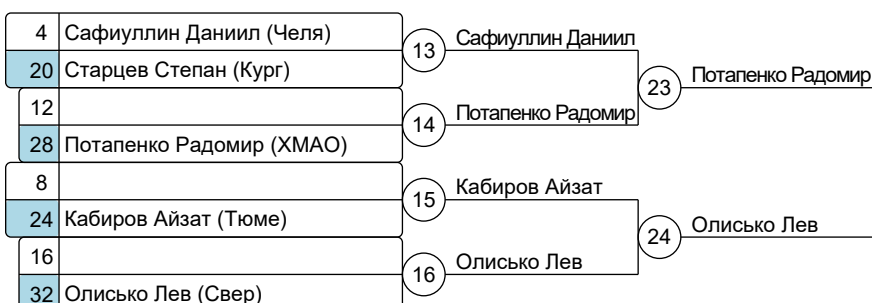 4 Сафиуллин Даниил (Челя)
20 Старцев Степан (Кург)
13 Сафиуллин Даниил
12
28 Потапенко Радомир (ХМАО)
14 Потапенко Радомир
23 Потапенко Радомир
8
24 Кабиров Айзат (Тюме)
15 Кабиров Айзат
16
32 Олисько Лев (Свер)
16 Олисько Лев
24 Олисько Лев